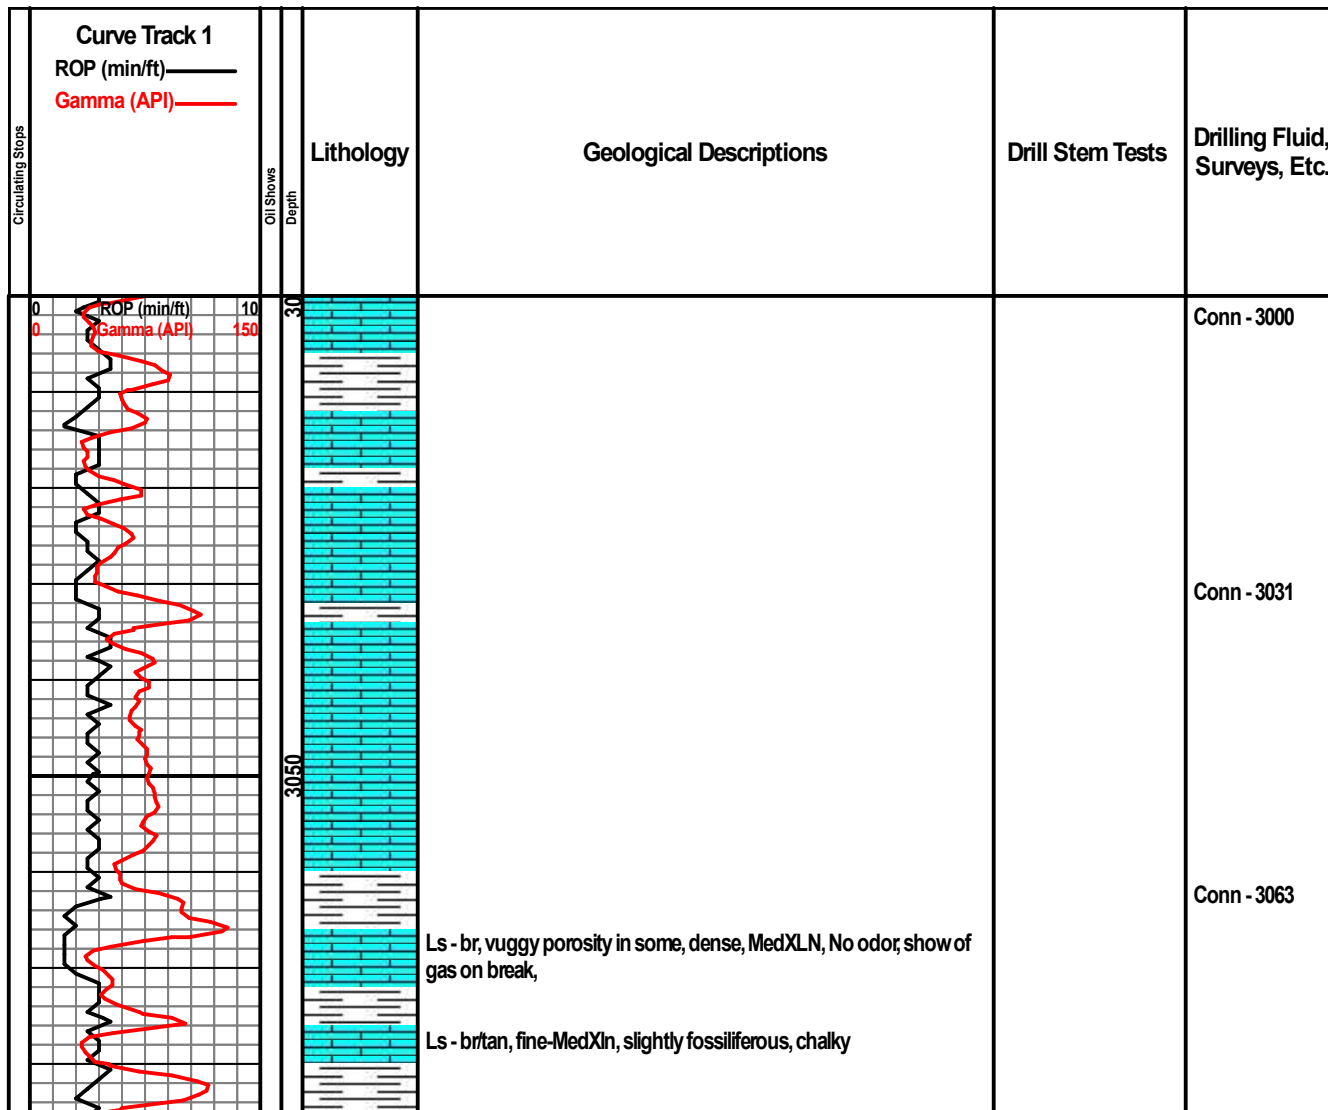 Curve Track 1
ROP (min/ft)
Gamma (API)
Circulating Stops
Oil Shows
Depth
Lithology
Geological Descriptions
Drill Stem Tests
Drilling Fluid,
Surveys, Etc.
0 ROP (min/ft) 10
0 Gamma (API) 150
30
Conn - 3000
Conn - 3031
3050
Conn - 3063
Ls - br, vuggy porosity in some, dense, MedXLN, No odor, show of
gas on break,
Ls - br/tan, fine-MedXln, slightly fossiliferous, chalky